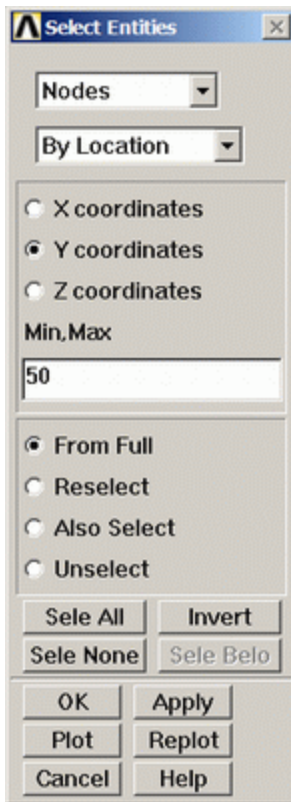 Select Entities
Nodes
By Location
X coordinates
Y coordinates
Z coordinates
Min,Max
50
From Full
Reselect
Also Select
Unselect
Sele All Invert
Sele None Sele Belo
OK Apply
Plot Replot
Cancel Help